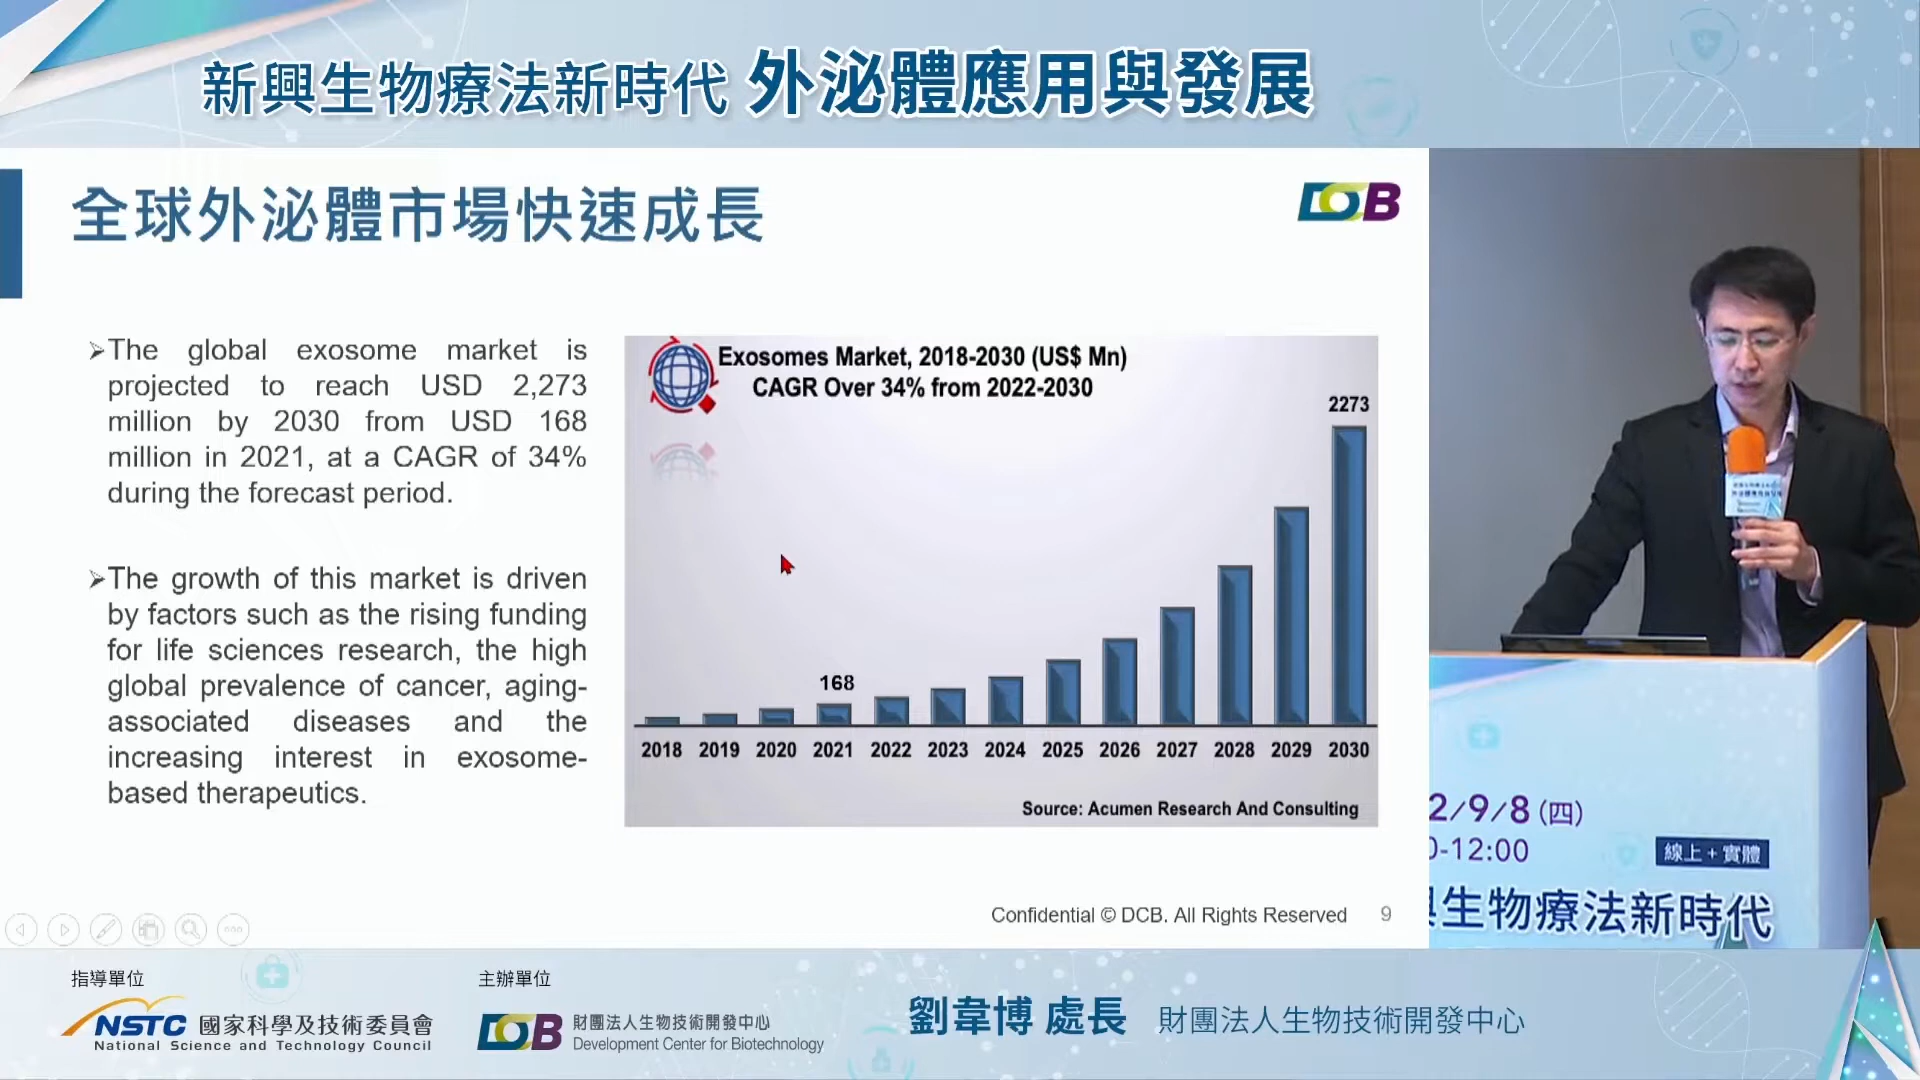 新興生物療法新時代 外泌體應用與發展
全球外泌體市場快速成長
DCB
➢The global exosome market is
projected to reach USD 2,273
million by 2030 from USD 168
million in 2021, at a CAGR of 34%
during the forecast period.
➢The growth of this market is driven
by factors such as the rising funding
for life sciences research, the high
global prevalence of cancer, aging-
associated diseases and the
increasing interest in exosome-
based therapeutics.
Exosomes Market, 2018-2030 (US$ Mn)
CAGR Over 34% from 2022-2030
2273
168
2018 2019 2020 2021 2022 2023 2024 2025 2026 2027 2028 2029 2030
Source: Acumen Research And Consulting
Confidential © DCB. All Rights Reserved 9
2/9/8 (四)
0-12:00
線上+實體
生物療法新時代
指導單位
NSTC 國家科學及技術委員會
National Science and Technology Council
主辦單位
DCB 財團法人生物技術開發中心
Development Center for Biotechnology
劉韋博 處長 財團法人生物技術開發中心